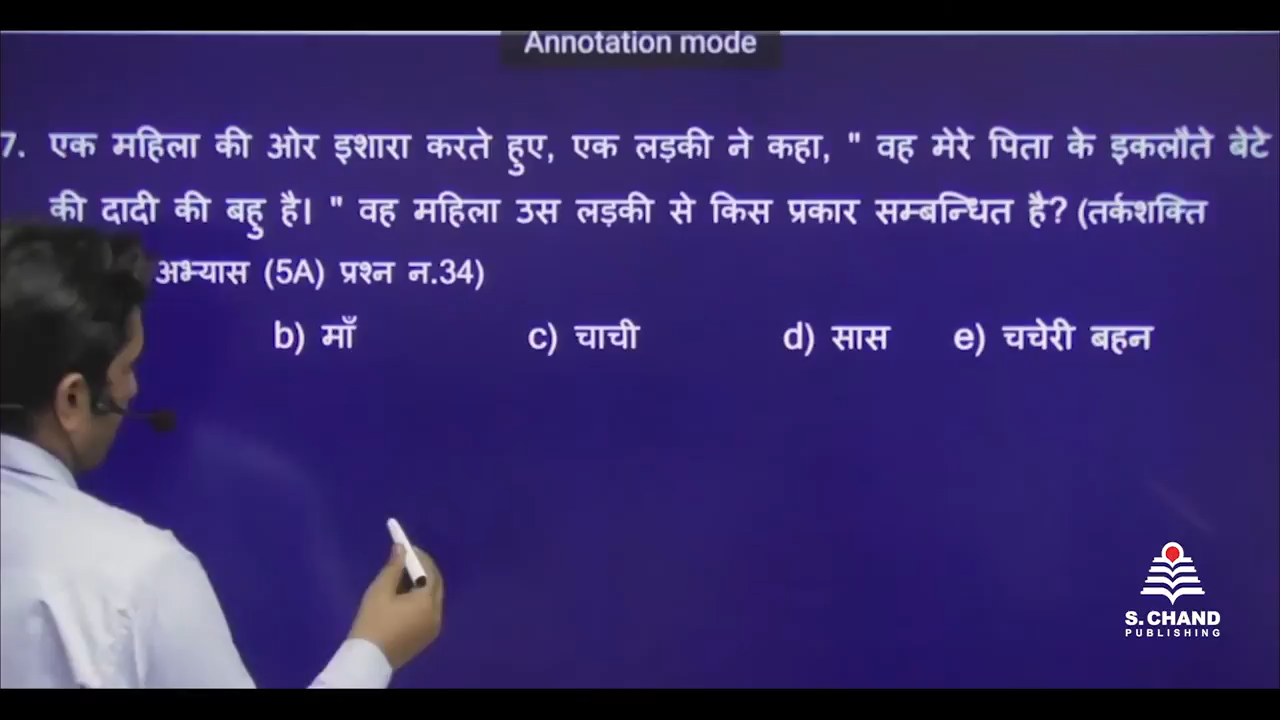 Annotation mode
7. एक महिला की ओर इशारा करते हुए, एक लड़की ने कहा, " वह मेरे पिता के इकलौते बेटे
की दादी की बहु है। " वह महिला उस लड़की से किस प्रकार सम्बन्धित है? (तर्कशक्ति
अभ्यास (5A) प्रश्न न.34)
b) माँ c) चाची d) सास e) चचेरी बहन
S. CHAND
PUBLISHING